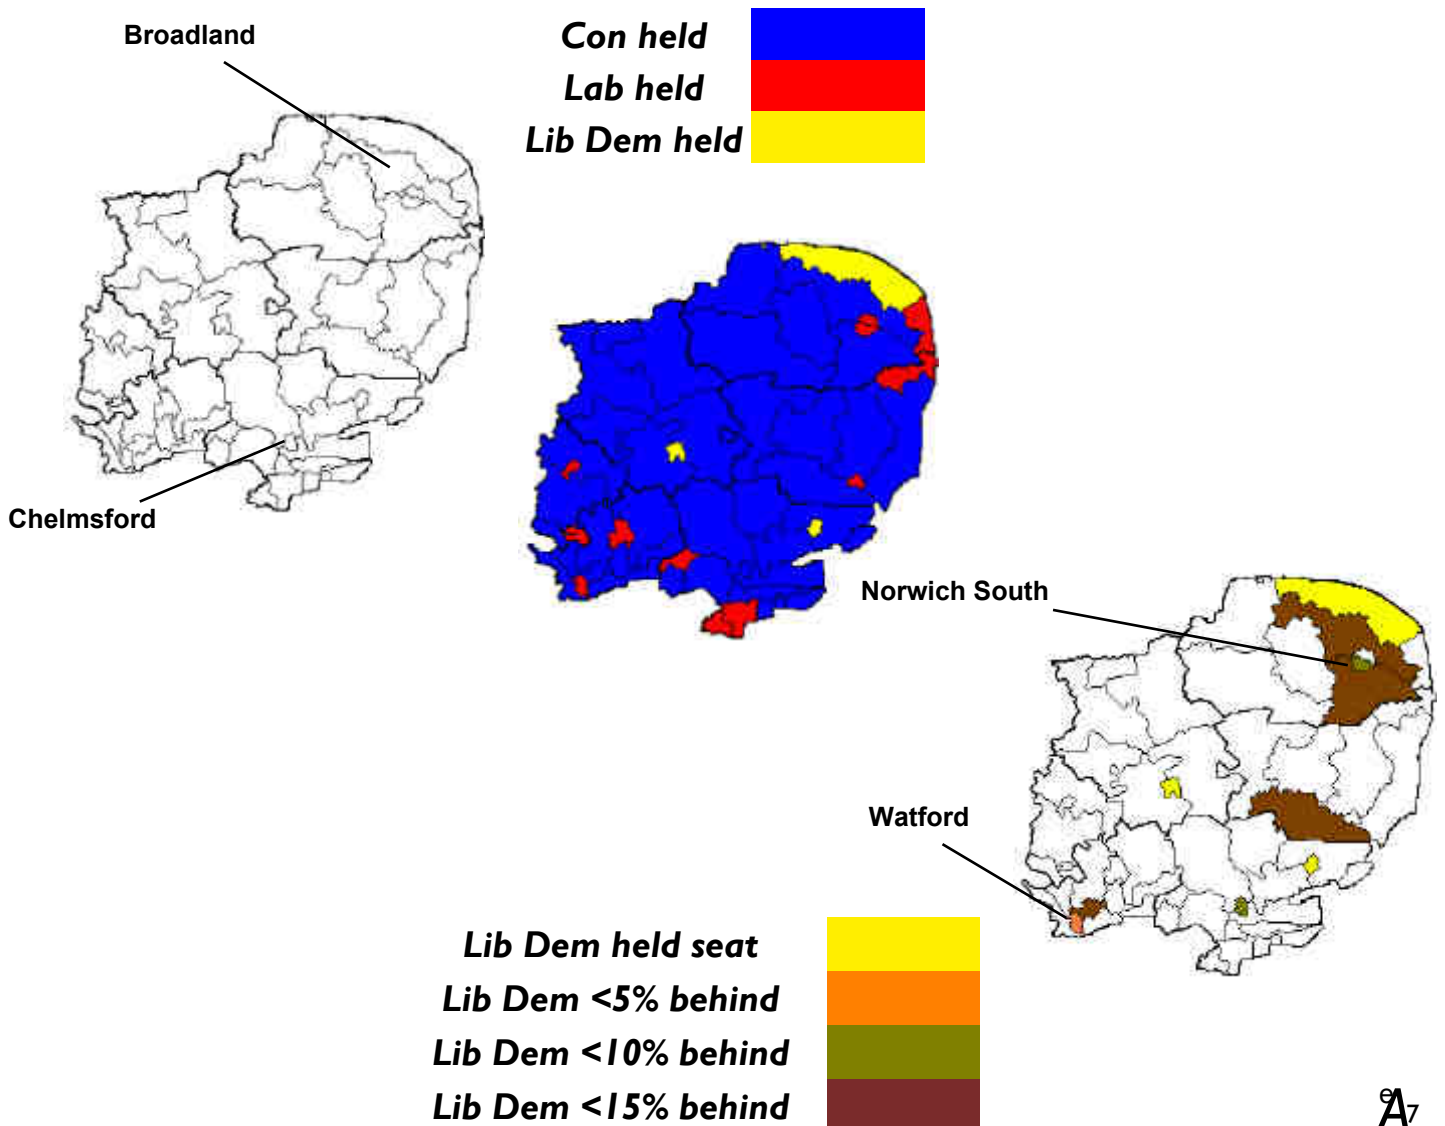 Broadland
Con held
Lab held
Lib Dem held
Chelmsford
Norwich South
Watford
Lib Dem held seat
Lib Dem <5% behind
Lib Dem <10% behind
Lib Dem <15% behind
eA7